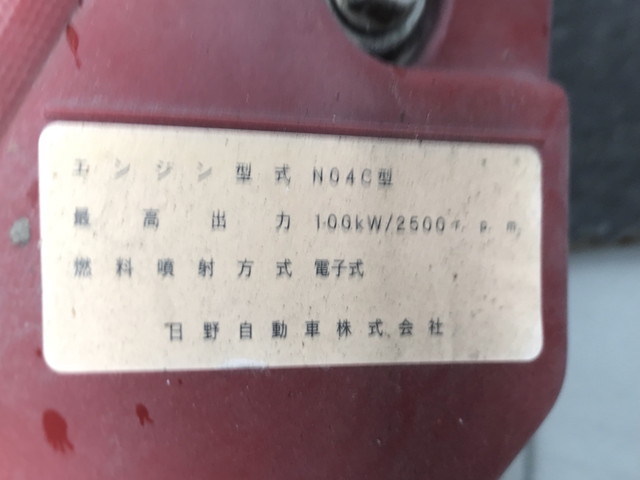 エンジン型式 N04C型
最高出力 100kW/2500r.p.m
燃料噴射方式 電子式
日野自動車株式会社